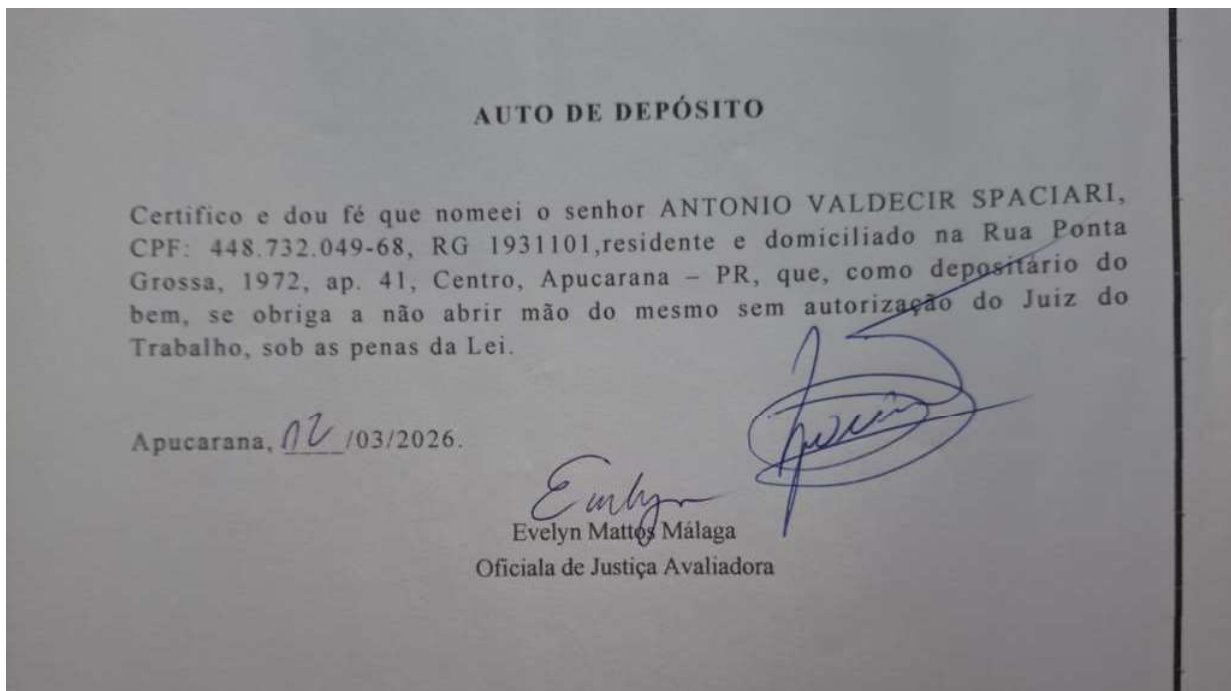 AUTO DE DEPÓSITO
Certifico e dou fé que nomeei o senhor ANTONIO VALDECIR SPACIARI,
CPF: 448.732.049-68, RG 1931101,residente e domiciliado na Rua Ponta
Grossa, 1972, ap. 41, Centro, Apucarana – PR, que, como depositário do
bem, se obriga a não abrir mão do mesmo sem autorização do Juiz do
Trabalho, sob as penas da Lei.
Apucarana, 02 /03/2026.
Evelyn
Evelyn Mattos Málaga
Oficiala de Justiça Avaliadora